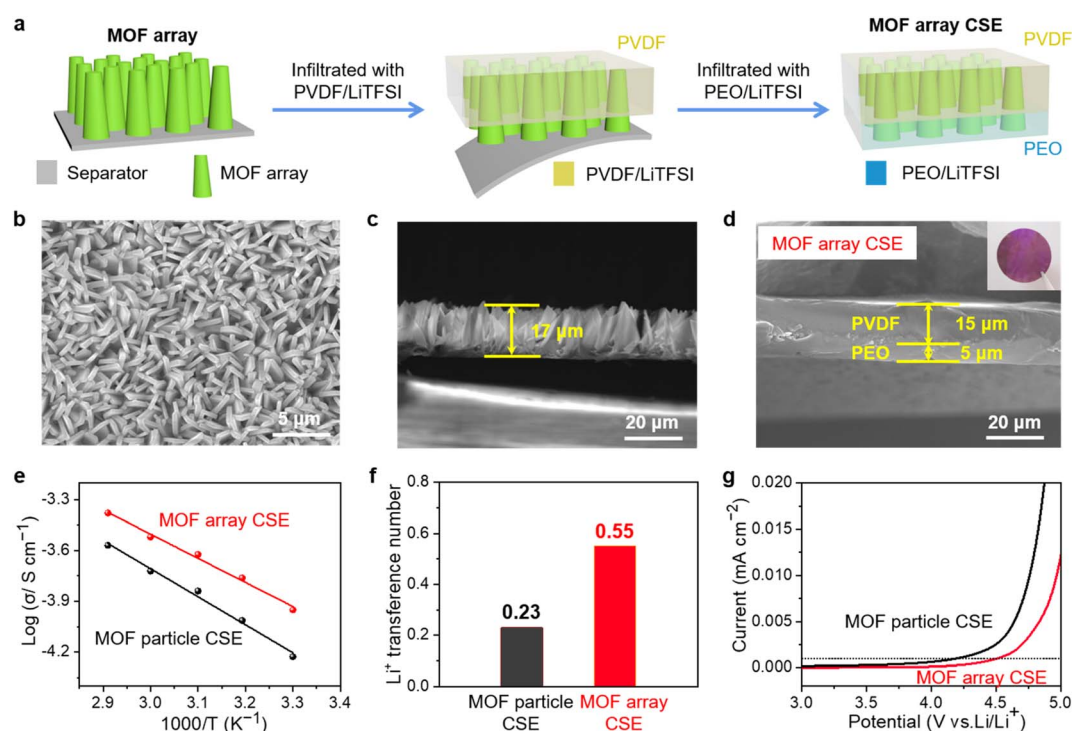 a
MOF array
Infiltrated with
PVDF/LiTFSI
PVDF
Infiltrated with
PEO/LiTFSI
MOF array CSE
PVDF
PEO
Separator
MOF array
PVDF/LiTFSI
PEO/LiTFSI
b
5 μm
c
17 μm
20 μm
d
MOF array CSE
PVDF
15 μm
PEO
5 μm
20 μm
e
Log (σ/ S cm⁻¹)
-3.3
-3.6
-3.9
-4.2
MOF array CSE
MOF particle CSE
2.9 3.0 3.1 3.2 3.3 3.4
1000/T (K⁻¹)
f
Li⁺ transference number
0.8
0.6
0.4
0.2
0.0
0.23
0.55
MOF particle
CSE
MOF array
CSE
g
Current (mA cm⁻²)
0.020
0.015
0.010
0.005
0.000
MOF particle CSE
MOF array CSE
3.0 3.5 4.0 4.5 5.0
Potential (V vs.Li/Li⁺)